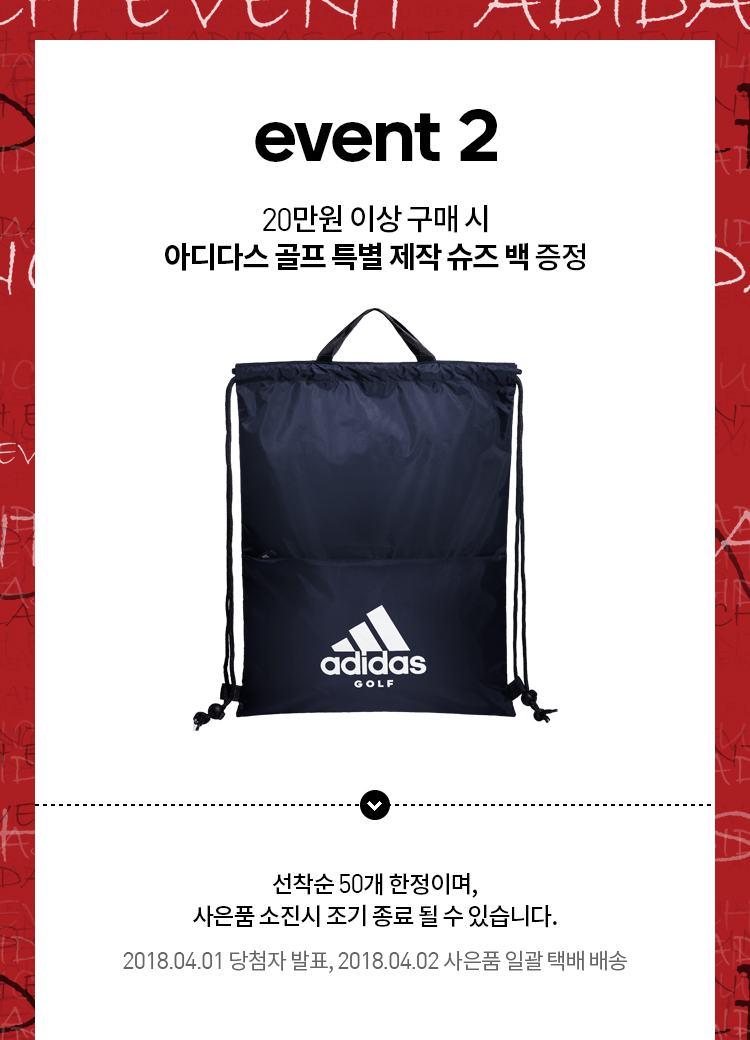 EVENT ADIDA
event 2
20만원 이상 구매 시
아디다스 골프 특별 제작 슈즈 백 증정
adidas
GOLF
선착순 50개 한정이며,
사은품 소진시 조기 종료 될 수 있습니다.
2018.04.01 당첨자 발표, 2018.04.02 사은품 일괄 택배 배송